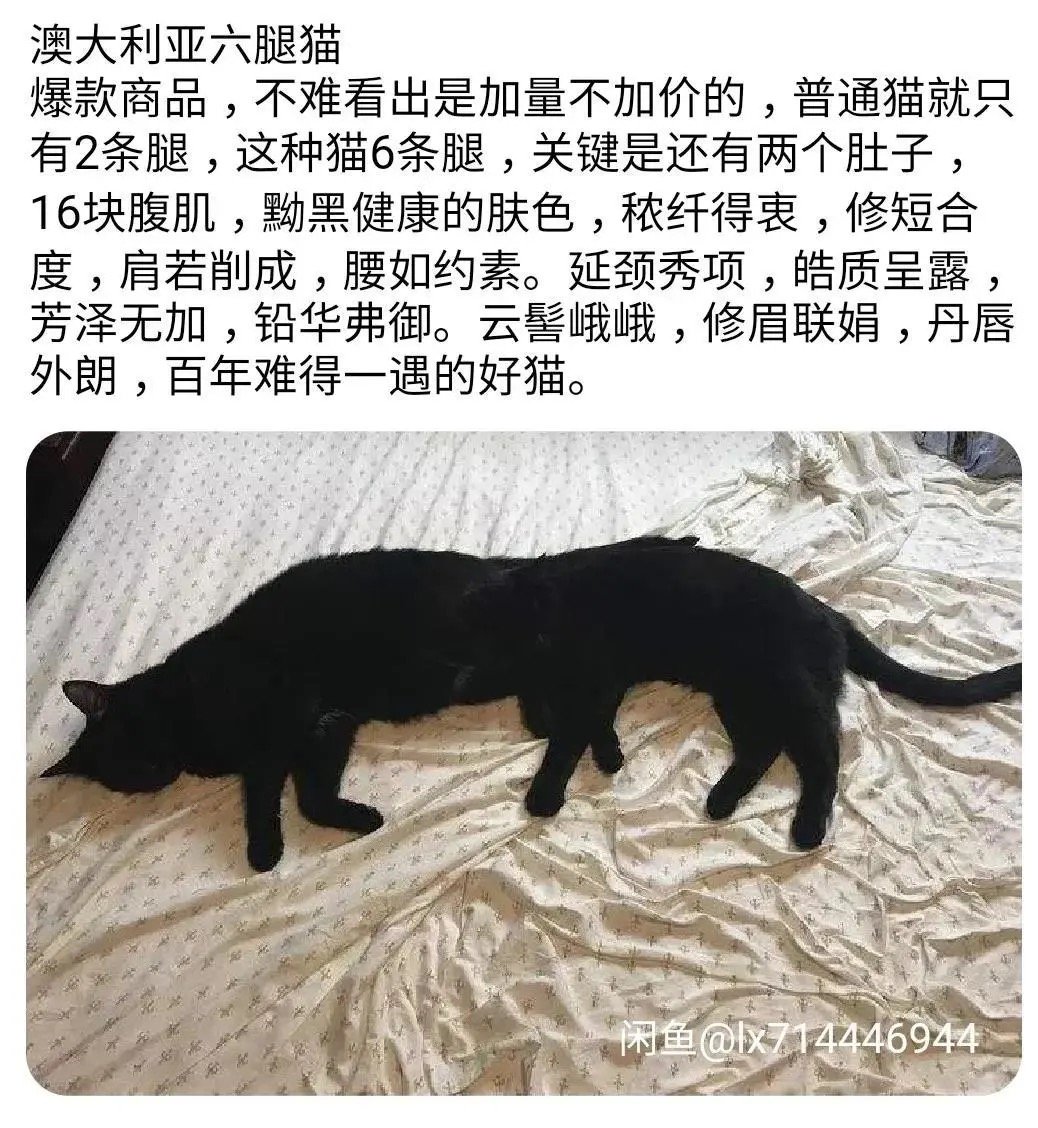 澳大利亚六腿猫
爆款商品，不难看出是加量不加价的，普通猫就只
有2条腿，这种猫6条腿，关键是还有两个肚子，
16块腹肌，黝黑健康的肤色，秾纤得衷，修短合
度，肩若削成，腰如约素。延颈秀项，皓质呈露，
芳泽无加，铅华弗御。云髻峨峨，修眉联娟，丹唇
外朗，百年难得一遇的好猫。
闲鱼@lx714446944